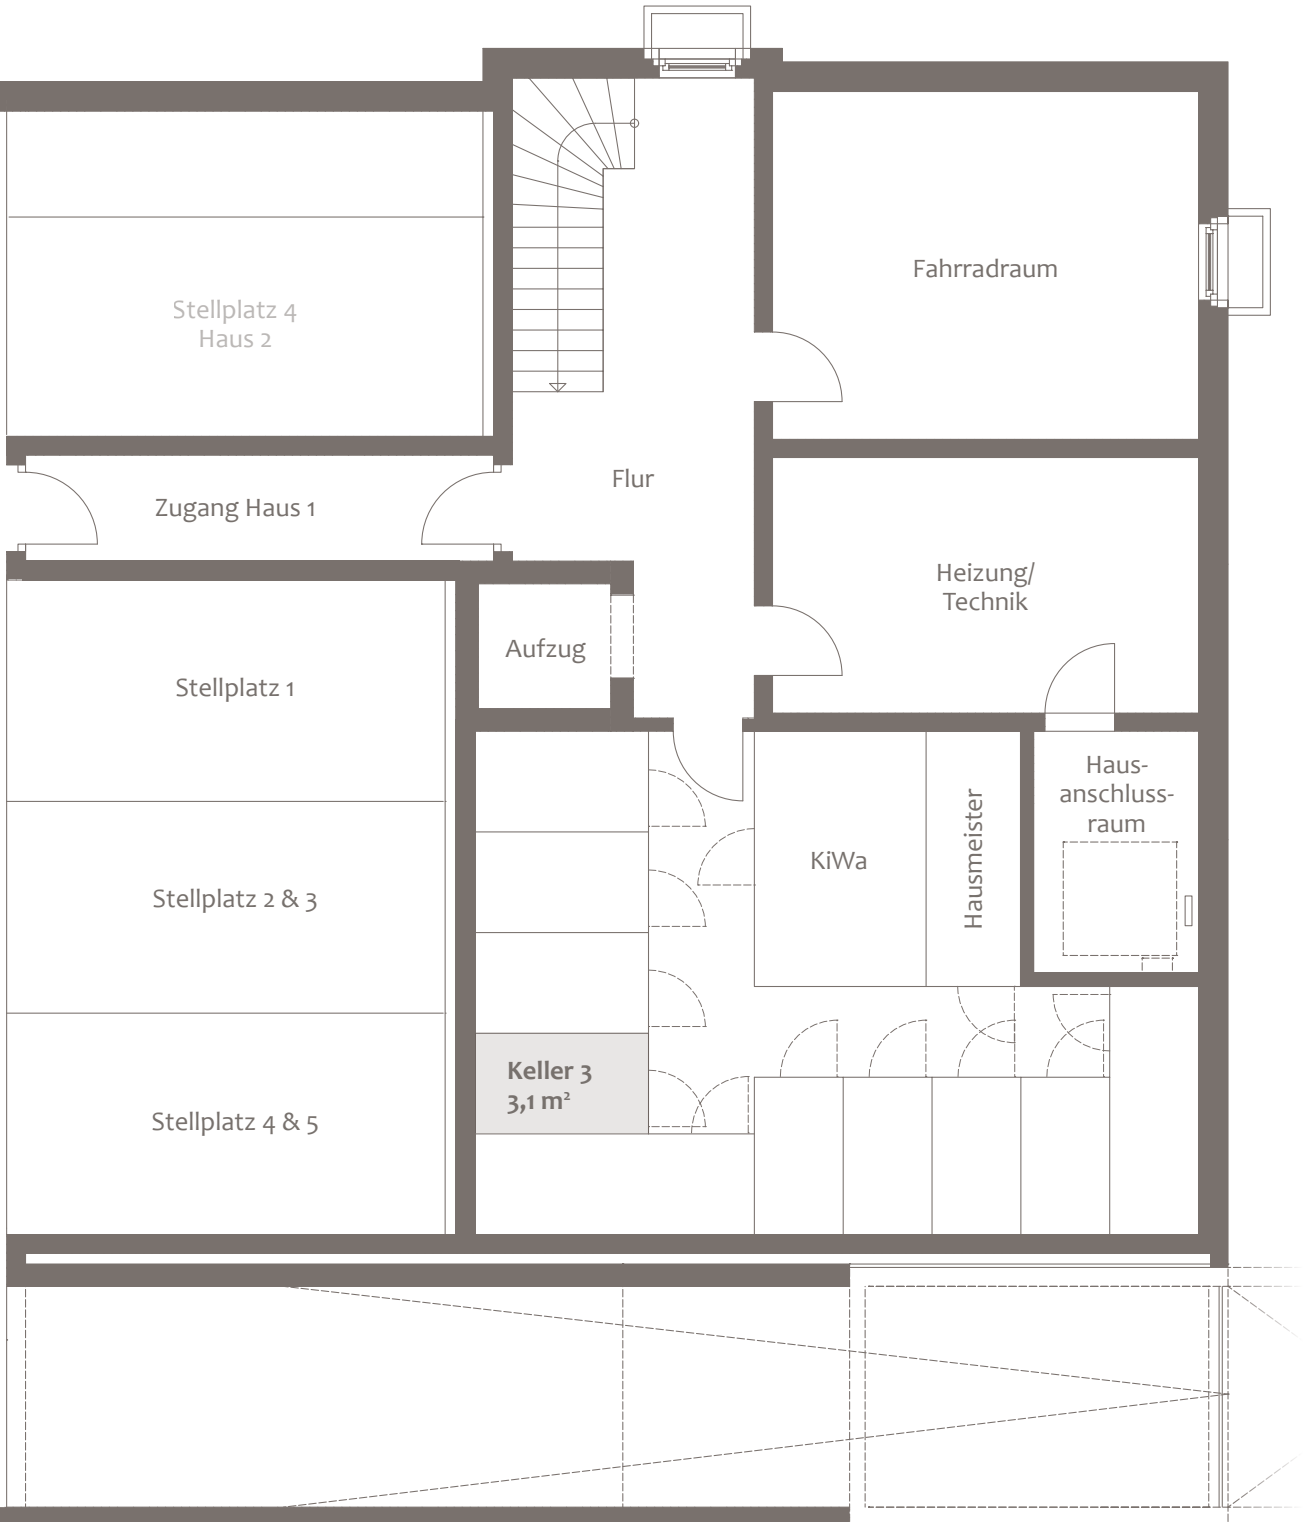 Fahrradraum
Stellplatz 4
Haus 2
Flur
Zugang Haus 1
Heizung/
Technik
Aufzug
Stellplatz 1
Haus-
anschluss-
raum
Hausmeister
KiWa
Stellplatz 2 & 3
Keller 3
3,1 m²
Stellplatz 4 & 5